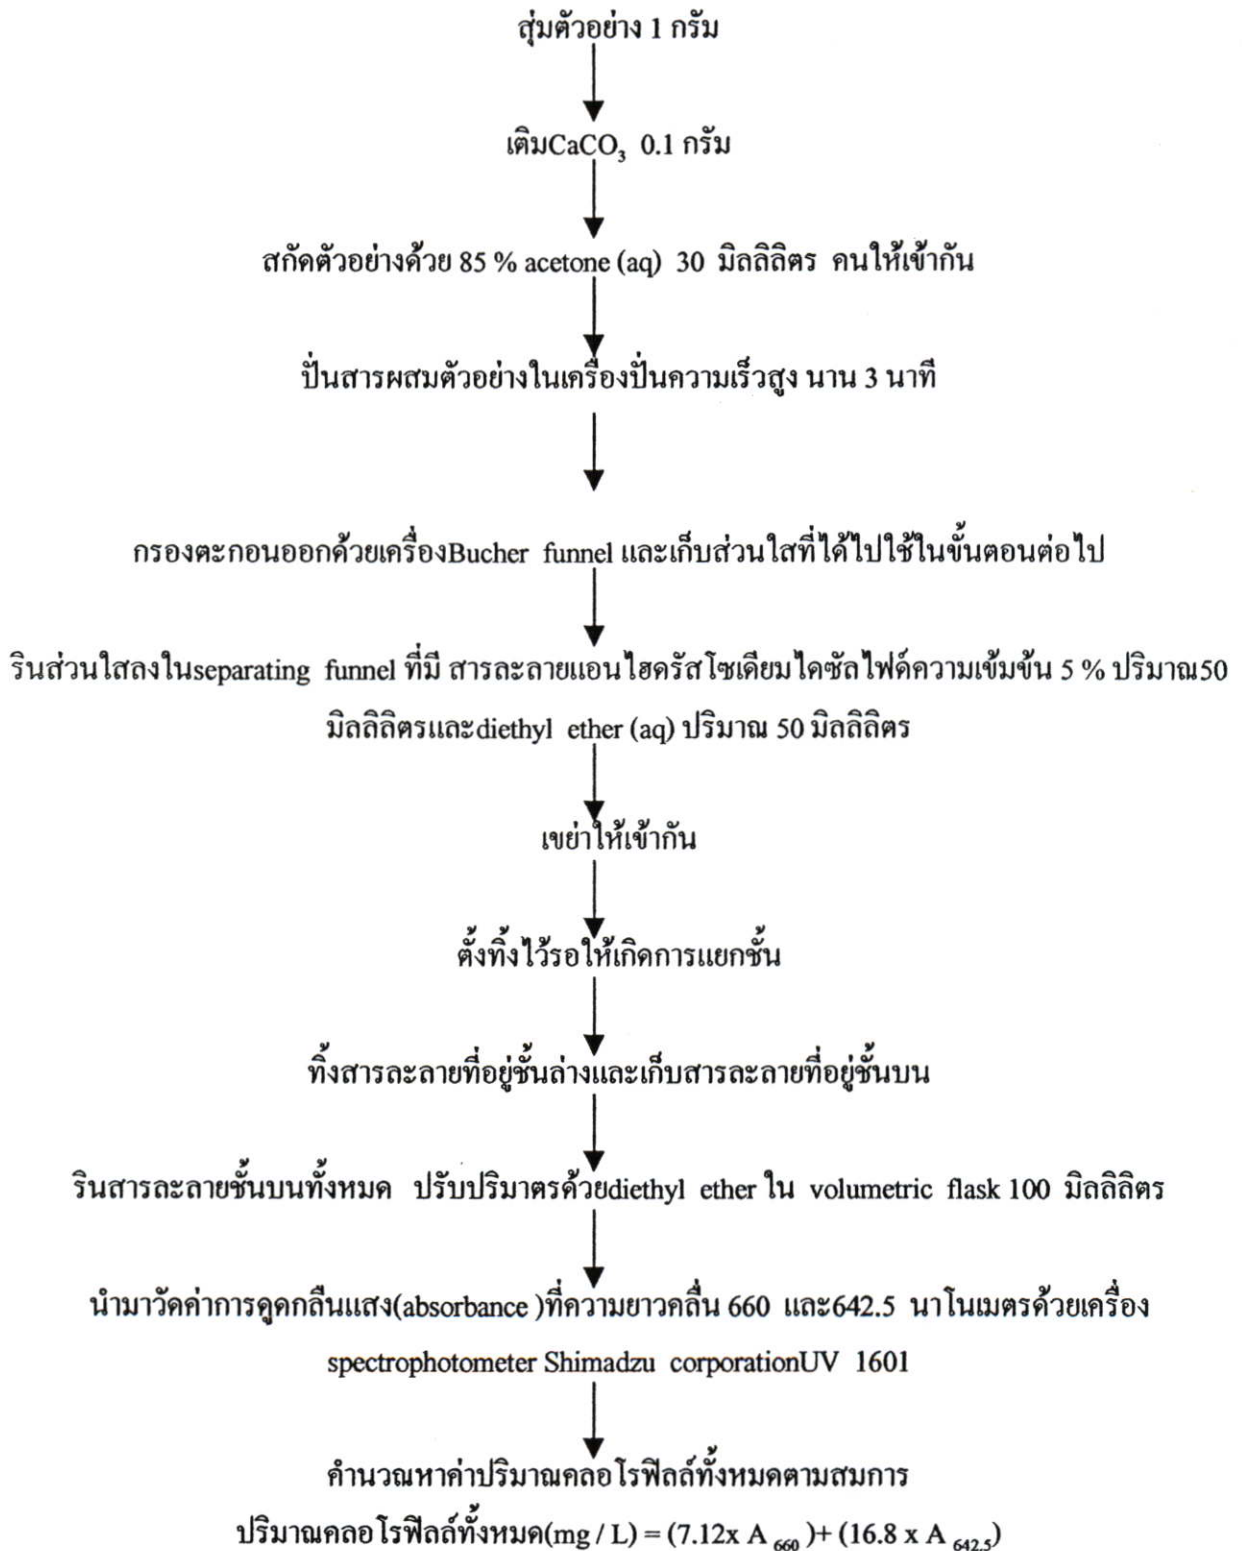 สุ่มตัวอย่าง 1 กรัม
เติมCaCO₃ 0.1 กรัม
สกัดตัวอย่างด้วย 85 % acetone (aq) 30 มิลลิลิตร คนให้เข้ากัน
ปั่นสารผสมตัวอย่างในเครื่องปั่นความเร็วสูง นาน 3 นาที
กรองตะกอนออกด้วยเครื่องBucher funnel และเก็บส่วนใสที่ได้ไปใช้ในขั้นตอนต่อไป
รินส่วนใสลงในseparating funnel ที่มี สารละลายแอนไฮดรัสโซเดียมไดซัลไฟด์ความเข้มข้น 5 % ปริมาณ50
มิลลิลิตรและdiethyl ether (aq) ปริมาณ 50 มิลลิลิตร
เขย่าให้เข้ากัน
ตั้งทิ้งไว้รอให้เกิดการแยกชั้น
ทิ้งสารละลายที่อยู่ชั้นล่างและเก็บสารละลายที่อยู่ชั้นบน
รินสารละลายชั้นบนทั้งหมด ปรับปริมาตรด้วยdiethyl ether ใน volumetric flask 100 มิลลิลิตร
นำมาวัดค่าการดูดกลืนแสง(absorbance )ที่ความยาวคลื่น 660 และ642.5 นาโนเมตรด้วยเครื่อง
spectrophotometer Shimadzu corporationUV 1601
คำนวณหาค่าปริมาณคลอโรฟิลล์ทั้งหมดตามสมการ
ปริมาณคลอโรฟิลล์ทั้งหมด(mg / L) = (7.12x A ₆₆₀ )+ (16.8 x A ₆₄₂.₅)